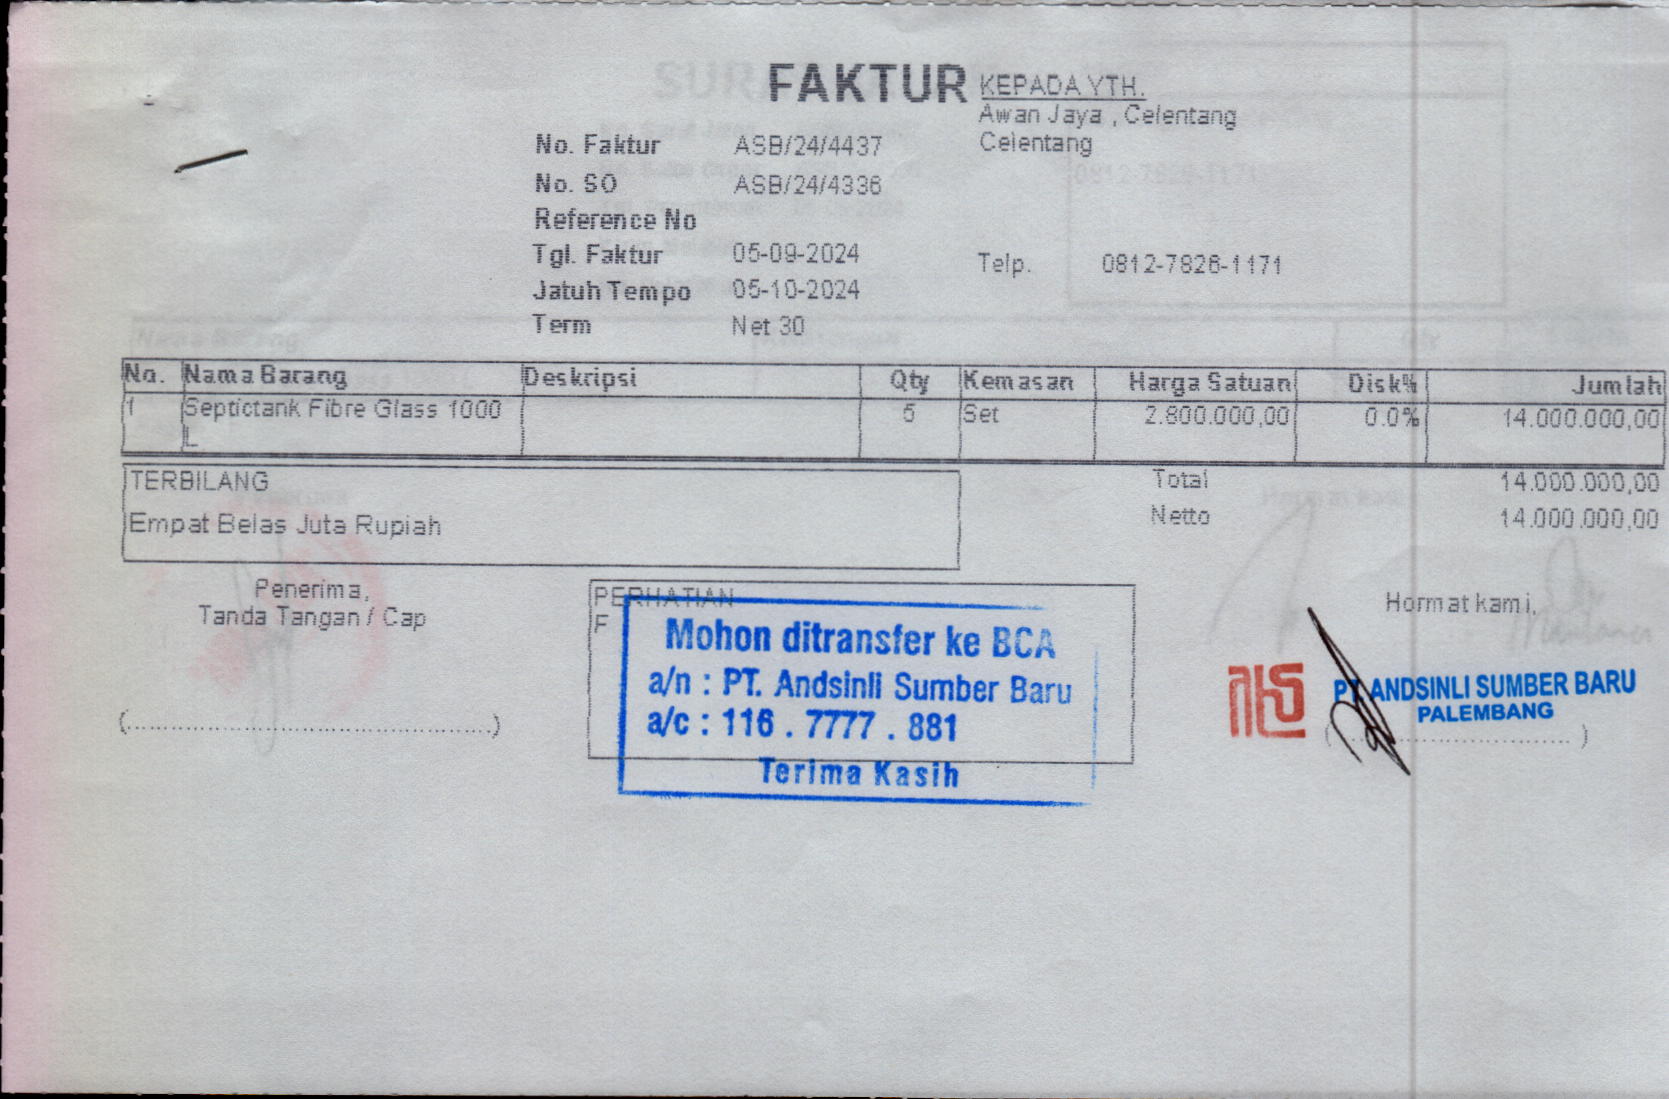 FAKTUR
KEPADA YTH.
Awan Jaya , Celentang
Celentang
No. Faktur ASB/24/4437
No. SO ASB/24/4336
Reference No
Tgl. Faktur 05-09-2024
Telp. 0812-7826-1171
Jatuh Tempo 05-10-2024
Term Net 30
No. Nama Barang Deskripsi Qty Kemasan Harga Satuan Disk% Jumlah
1 Septictank Fibre Glass 1000 5 Set 2.800.000,00 0.0% 14.000.000,00
L
TERBILANG
Empat Belas Juta Rupiah
Total 14.000.000,00
Netto 14.000.000,00
Penerima,
Tanda Tangan / Cap
PERHATIAN
F
Mohon ditransfer ke BCA
a/n : PT. Andsinli Sumber Baru
a/c : 116 . 7777 . 881
Terima Kasih
Hormat kami,
PT. ANDSINLI SUMBER BARU
PALEMBANG